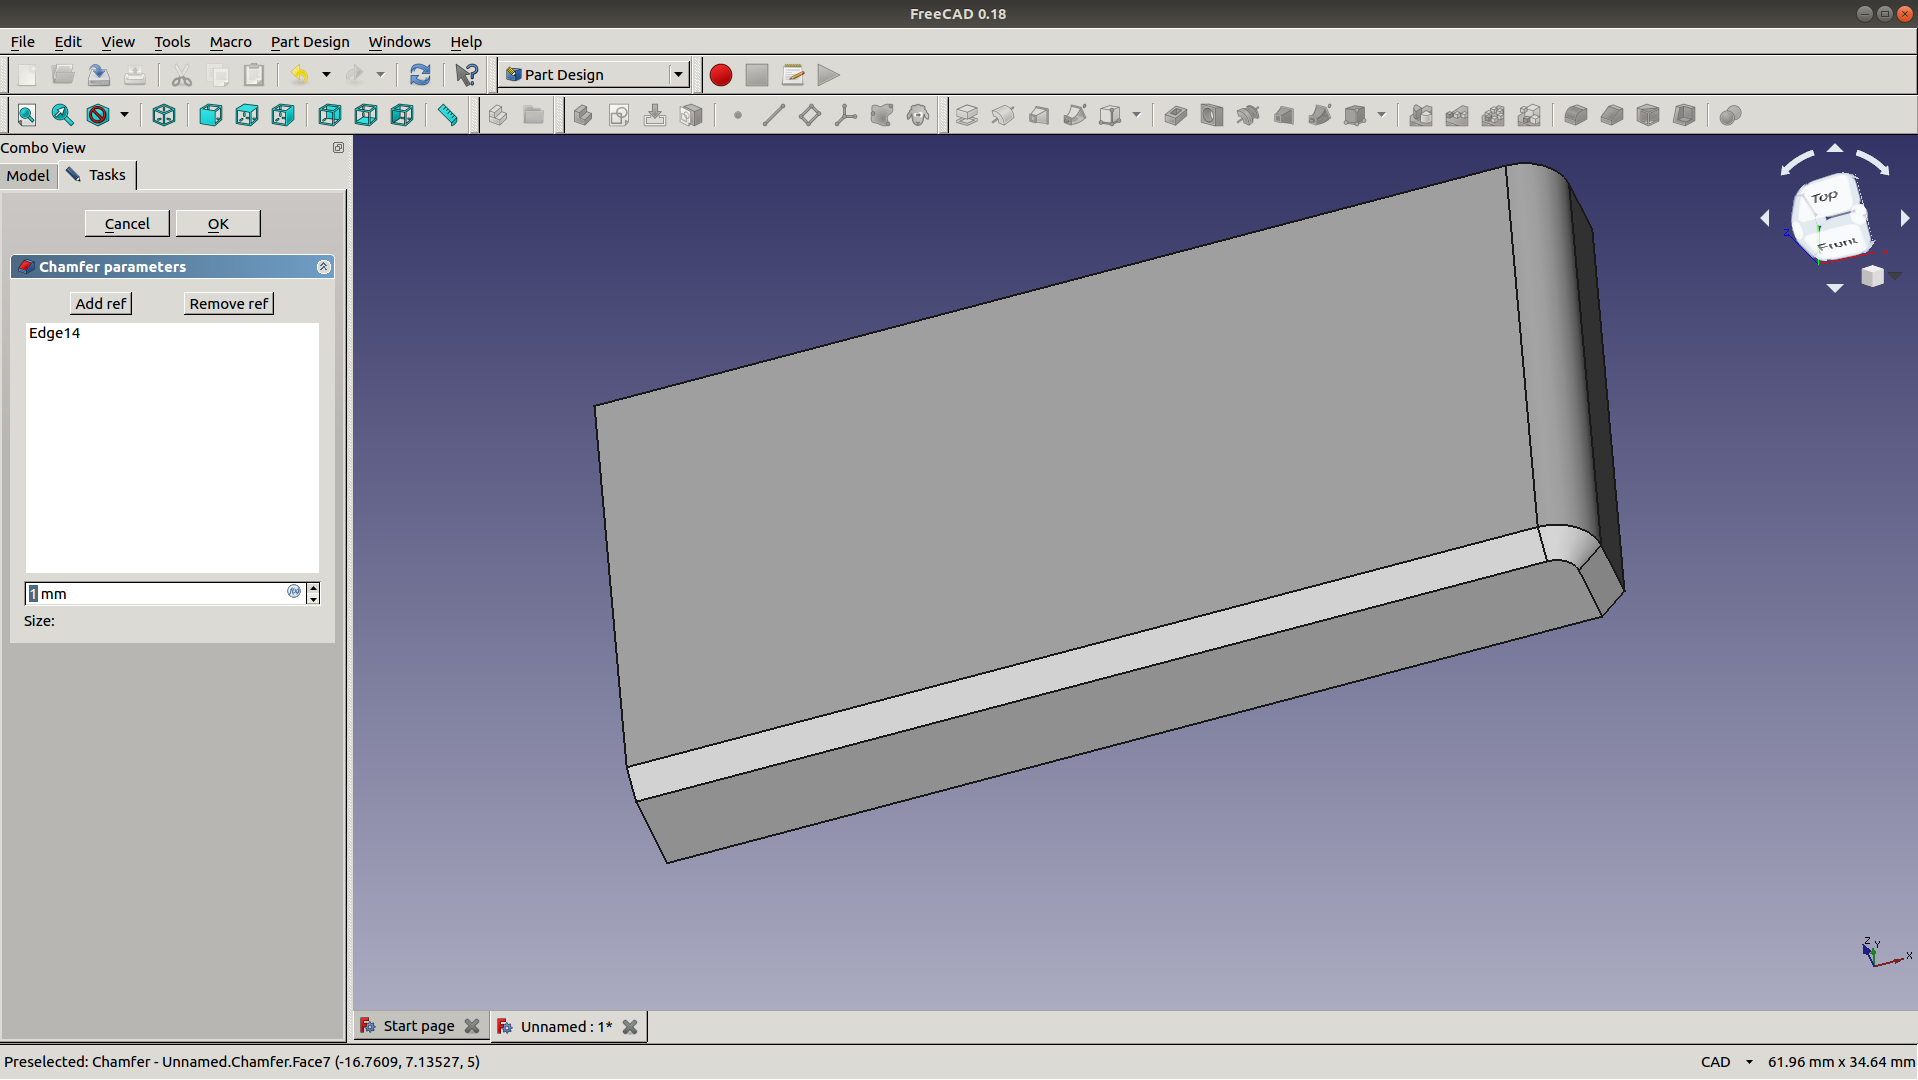 FreeCAD 0.18
File Edit View Tools Macro Part Design Windows Help
Part Design
Combo View
Model Tasks
Cancel OK
Chamfer parameters
Add ref Remove ref
Edge14
1 mm
Size:
Top
Front
Z
Z Y X
Start page Unnamed : 1*
Preselected: Chamfer - Unnamed.Chamfer.Face7 (-16.7609, 7.13527, 5) CAD 61.96 mm x 34.64 mm